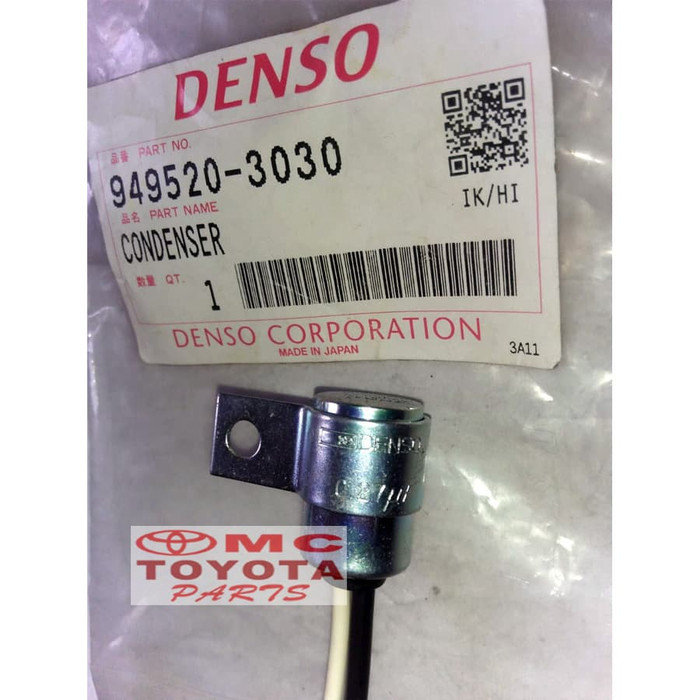 DENSO
品番 PART NO.
949520-3030
品名 PART NAME
CONDENSER
IK/HI
数量 QT.
1
DENSO CORPORATION
MADE IN JAPAN
3A11
DENSO
MC
TOYOTA
PARTS